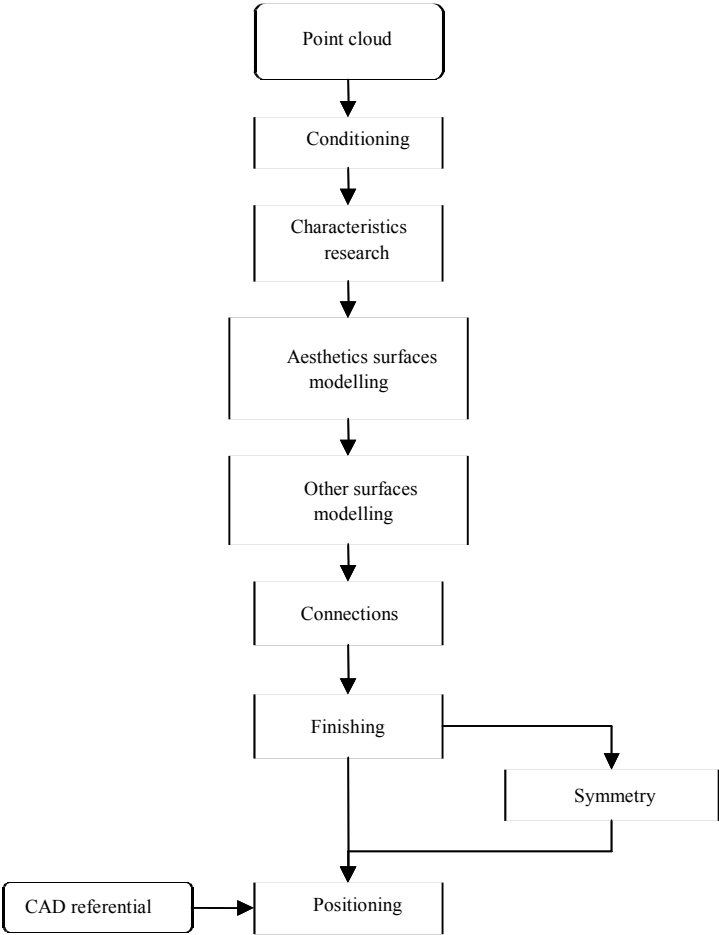 Point cloud
Conditioning
Characteristics
research
Aesthetics surfaces
modelling
Other surfaces
modelling
Connections
Finishing
Symmetry
CAD referential
Positioning